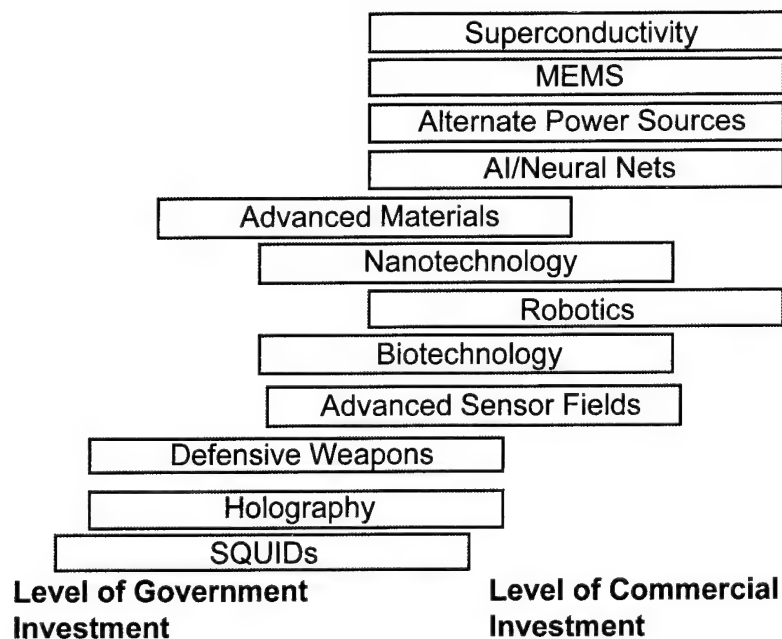 Superconductivity
MEMS
Alternate Power Sources
AI/Neural Nets
Advanced Materials
Nanotechnology
Robotics
Biotechnology
Advanced Sensor Fields
Defensive Weapons
Holography
SQUIDs
Level of Government
Investment
Level of Commercial
Investment